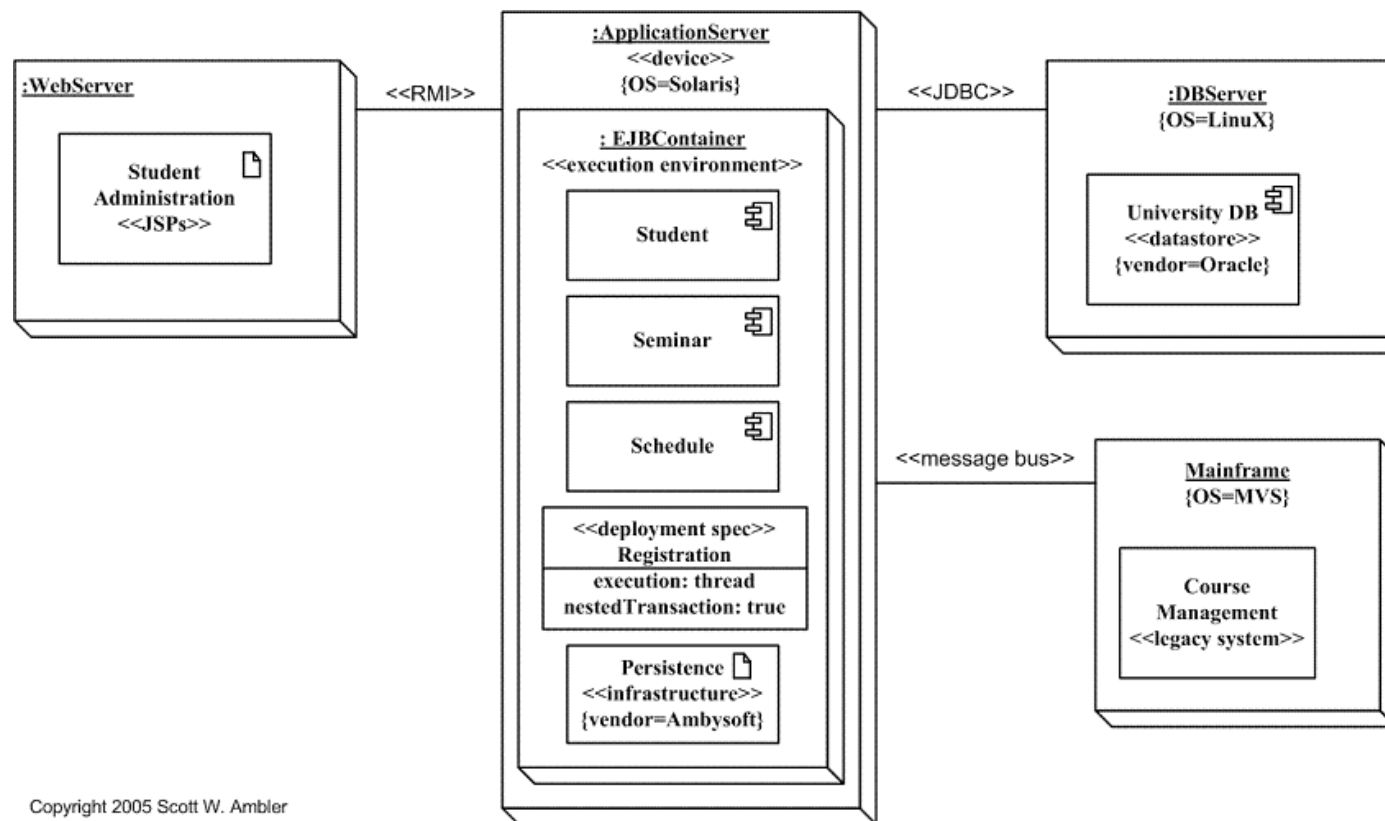 :WebServer
Student
Administration
<<JSPs>>
<<RMI>>
:ApplicationServer
<<device>>
{OS=Solaris}
: EJBContainer
<<execution environment>>
Student
Seminar
Schedule
<<deployment spec>>
Registration
execution: thread
nestedTransaction: true
Persistence
<<infrastructure>>
{vendor=Ambysoft}
<<JDBC>>
:DBServer
{OS=LinuX}
University DB
<<datastore>>
{vendor=Oracle}
<<message bus>>
Mainframe
{OS=MVS}
Course
Management
<<legacy system>>
Copyright 2005 Scott W. Ambler